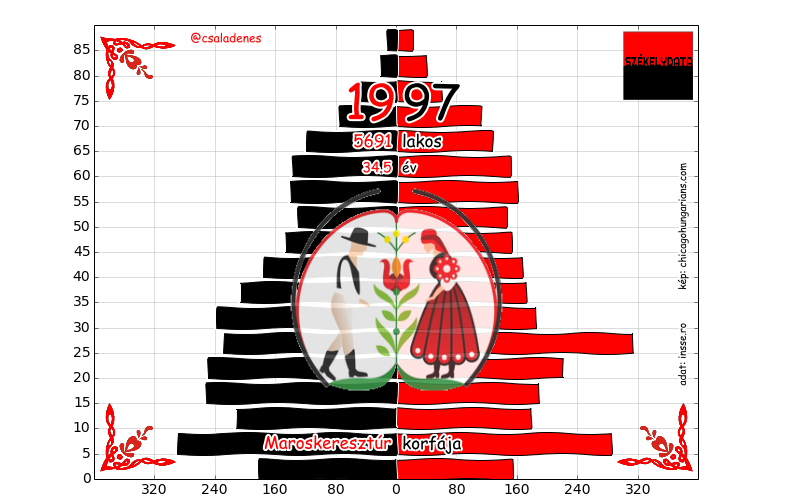 @csaladenes
SZÉKELYDATA
1997
5691 lakos
34.5 év
kép: chicagohungarians.com
adat: insse.ro
Maroskeresztúr korfája
85
80
75
70
65
60
55
50
45
40
35
30
25
20
15
10
5
0
320 240 160 80 0 80 160 240 320